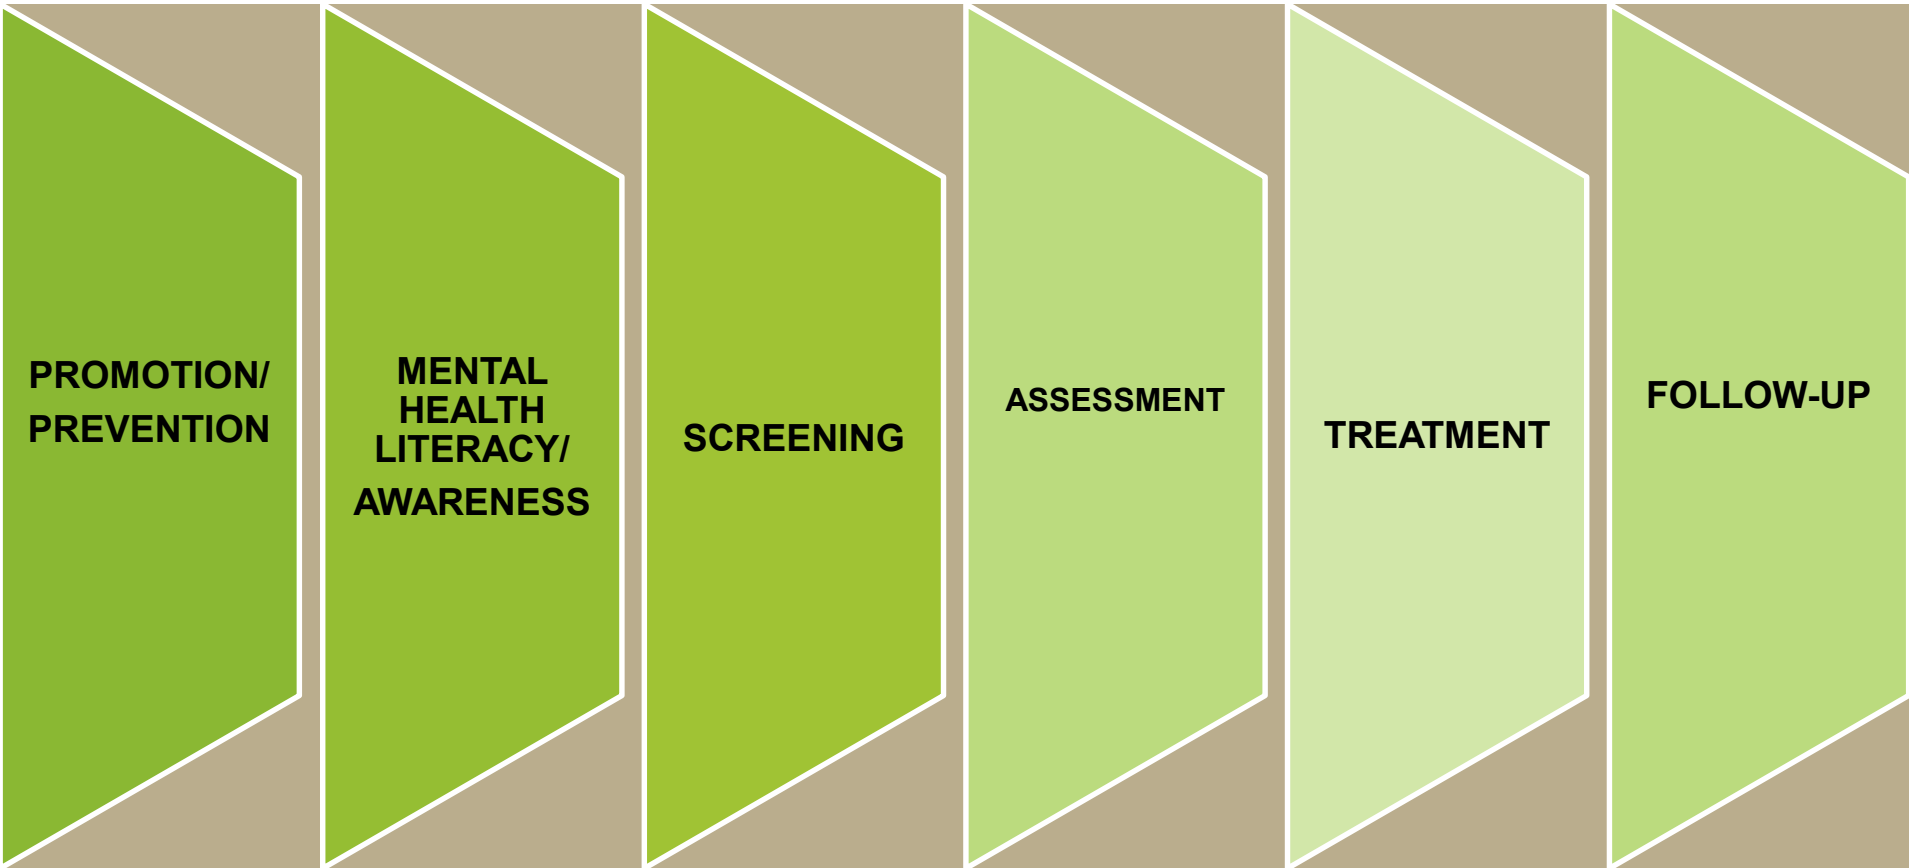 PROMOTION/
PREVENTION
MENTAL
HEALTH
LITERACY/
AWARENESS
SCREENING
ASSESSMENT
TREATMENT
FOLLOW-UP